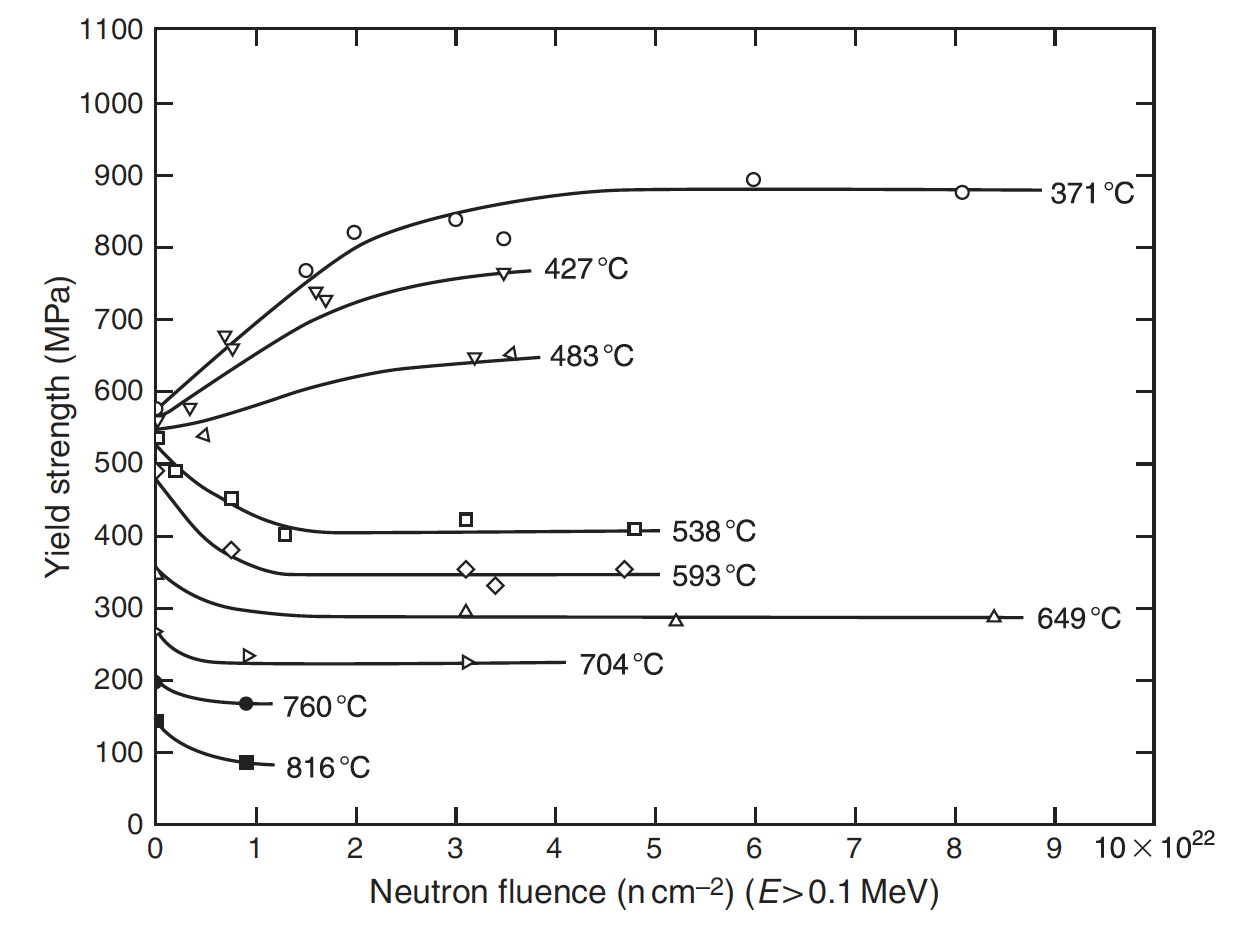 1100
1000
900
800
700
600
500
400
300
200
100
0
Yield strength (MPa)
371 °C
427 °C
483 °C
538 °C
593 °C
649 °C
704 °C
760 °C
816 °C
0 1 2 3 4 5 6 7 8 9 10 × 10²²
Neutron fluence (n cm⁻²) (E> 0.1 MeV)